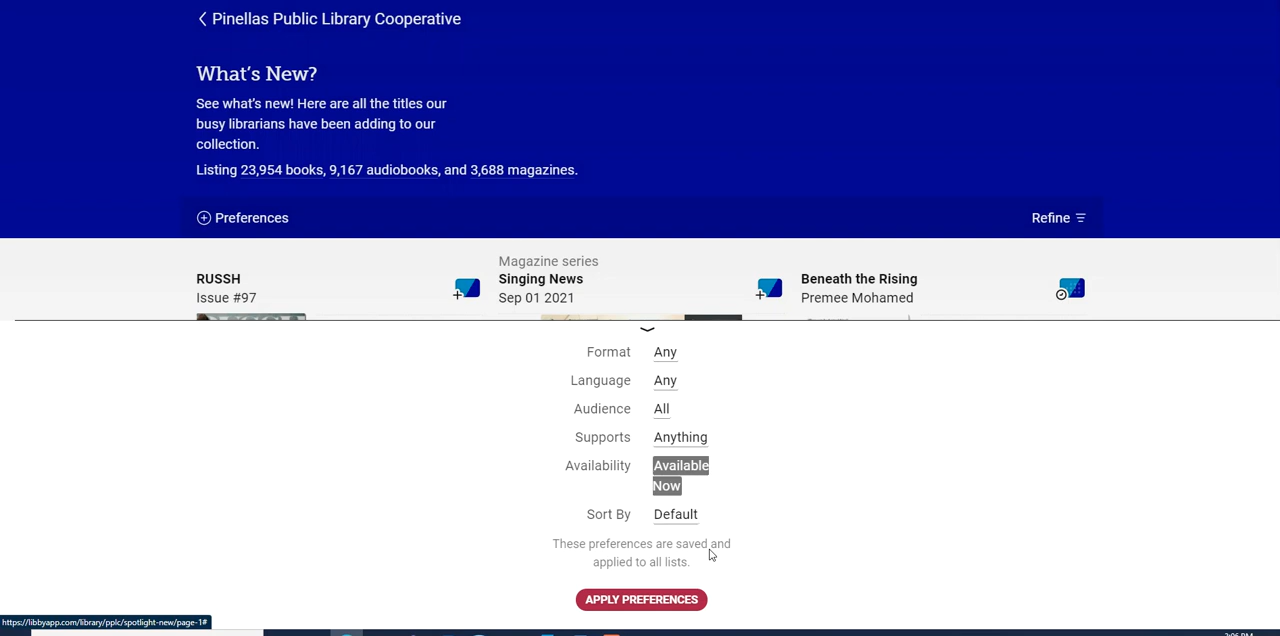 Pinellas Public Library Cooperative
What's New?
See what's new! Here are all the titles our
busy librarians have been adding to our
collection.
Listing 23,954 books, 9,167 audiobooks, and 3,688 magazines.
Preferences
Refine
RUSSH
Issue #97
Magazine series
Singing News
Sep 01 2021
Beneath the Rising
Premee Mohamed
Format Any
Language Any
Audience All
Supports Anything
Availability Available
Now
Sort By Default
These preferences are saved and
applied to all lists.
APPLY PREFERENCES
https://libbyapp.com/library/pplc/spotlight-new/page-1#